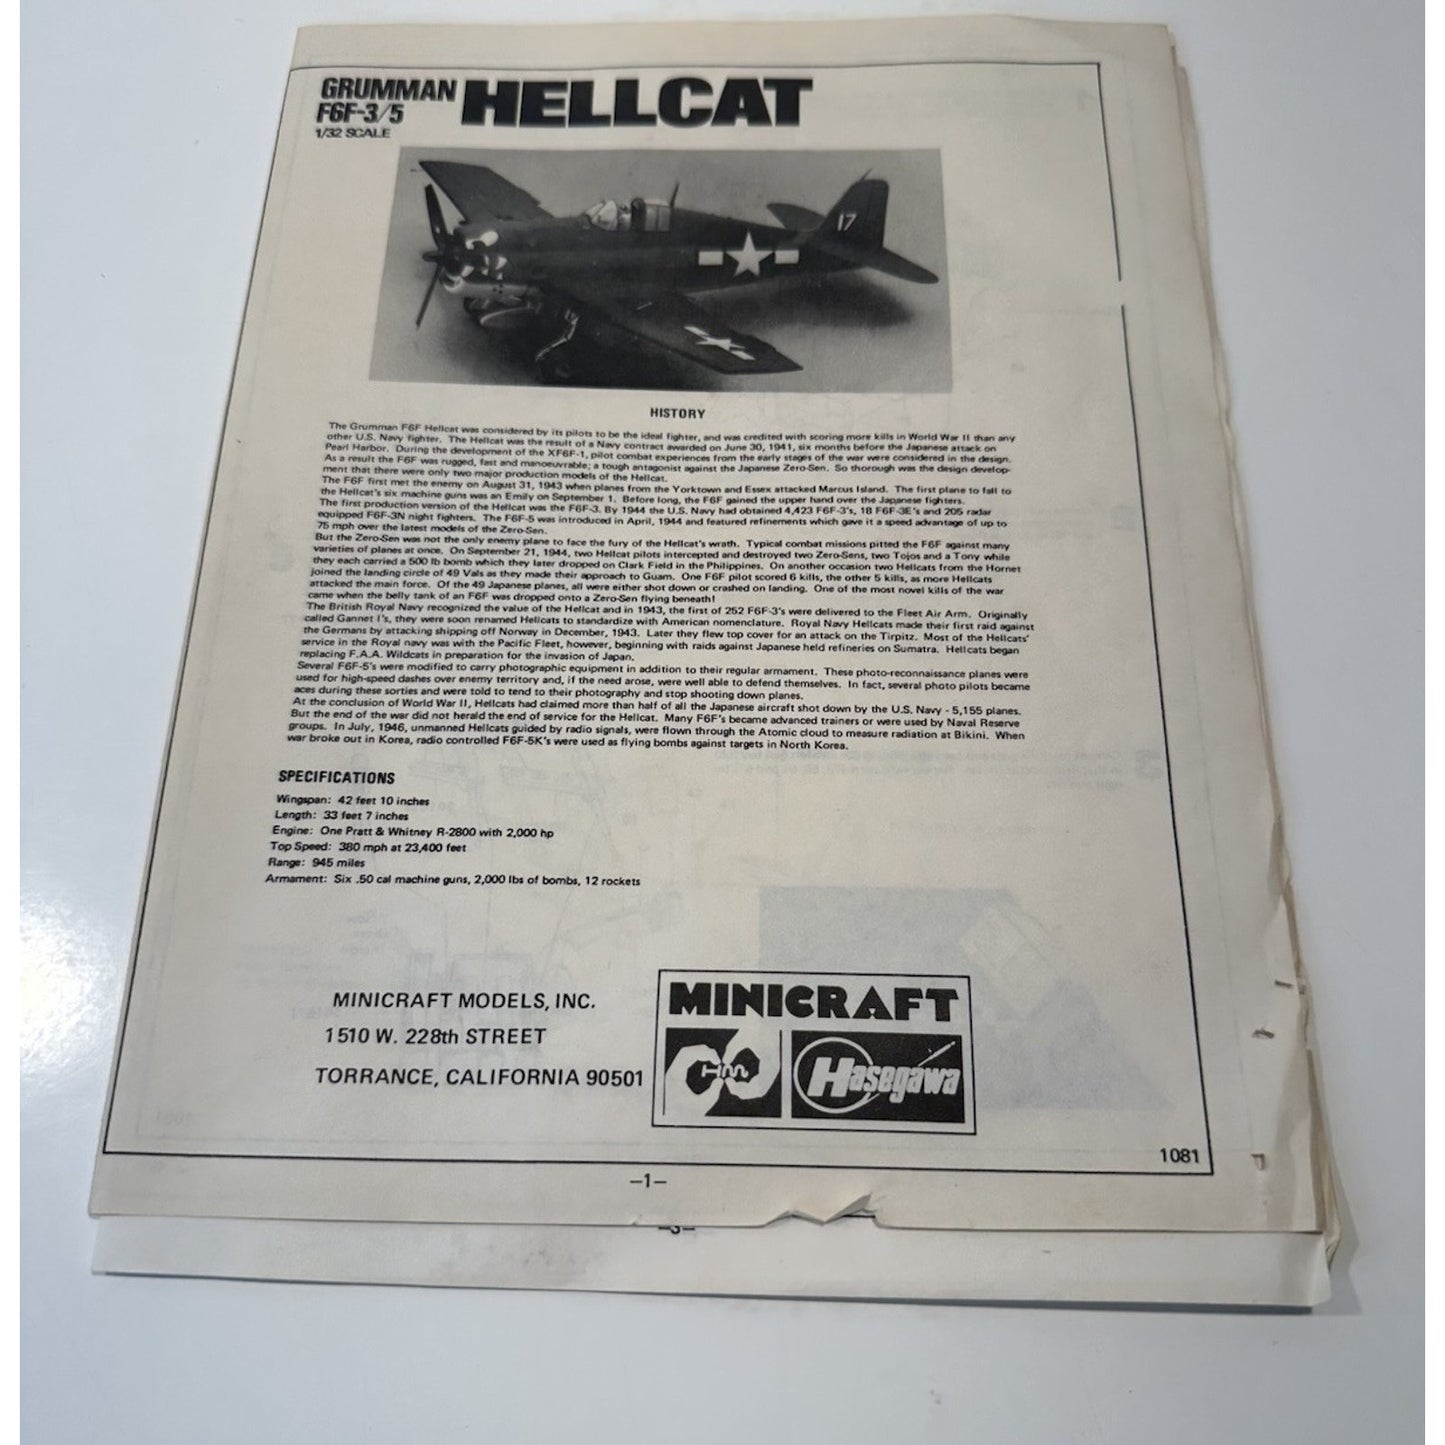 GRUMMAN
F6F-3/5
1/32 SCALE
HELLCAT
17
HISTORY
The Grumman F6F Hellcat was considered by its pilots to be the ideal fighter, and was credited with scoring more kills in World War II than any
other U.S. Navy fighter. The Hellcat was the result of a Navy contract awarded on June 30, 1941, six months before the Japanese attack on
Pearl Harbor. During the development of the XF6F-1, pilot combat experiences from the early stages of the war were considered in the design.
As a result the F6F was rugged, fast and manoeuvrable; a tough antagonist against the Japanese Zero-Sen. So thorough was the design develop-
ment that there were only two major production models of the Hellcat.
The F6F first met the enemy on August 31, 1943 when planes from the Yorktown and Essex attacked Marcus Island. The first plane to fall to
the Hellcat's six machine guns was an Emily on September 1. Before long, the F6F gained the upper hand over the Japanese fighters.
The first production version of the Hellcat was the F6F-3. By 1944 the U.S. Navy had obtained 4,423 F6F-3's, 18 F6F-3E's and 205 radar
equipped F6F-3N night fighters. The F6F-5 was introduced in April, 1944 and featured refinements which gave it a speed advantage of up to
75 mph over the latest models of the Zero-Sen.
But the Zero-Sen was not the only enemy plane to face the fury of the Hellcat's wrath. Typical combat missions pitted the F6F against many
varieties of planes at once. On September 21, 1944, two Hellcat pilots intercepted and destroyed two Zero-Sens, two Tojos and a Tony while
they each carried a 500 lb bomb which they later dropped on Clark Field in the Philippines. On another occasion two Hellcats from the Hornet
joined the landing circle of 49 Vals as they made their approach to Guam. One F6F pilot scored 6 kills, the other 5 kills, as more Hellcats
attacked the main force. Of the 49 Japanese planes, all were either shot down or crashed on landing. One of the most novel kills of the war
came when the belly tank of an F6F was dropped onto a Zero-Sen flying beneath!
The British Royal Navy recognized the value of the Hellcat and in 1943, the first of 252 F6F-3's were delivered to the Fleet Air Arm. Originally
called Gannet I's, they were soon renamed Hellcats to standardize with American nomenclature. Royal Navy Hellcats made their first raid against
the Germans by attacking shipping off Norway in December, 1943. Later they flew top cover for an attack on the Tirpitz. Most of the Hellcats'
service in the Royal navy was with the Pacific Fleet, however, beginning with raids against Japanese held refineries on Sumatra. Hellcats began
replacing F.A.A. Wildcats in preparation for the invasion of Japan.
Several F6F-5's were modified to carry photographic equipment in addition to their regular armament. These photo-reconnaissance planes were
used for high-speed dashes over enemy territory and, if the need arose, were well able to defend themselves. In fact, several photo pilots became
aces during these sorties and were told to tend to their photography and stop shooting down planes.
At the conclusion of World War II, Hellcats had claimed more than half of all the Japanese aircraft shot down by the U.S. Navy - 5,155 planes.
But the end of the war did not herald the end of service for the Hellcat. Many F6F's became advanced trainers or were used by Naval Reserve
groups. In July, 1946, unmanned Hellcats guided by radio signals, were flown through the Atomic cloud to measure radiation at Bikini. When
war broke out in Korea, radio controlled F6F-5K's were used as flying bombs against targets in North Korea.
SPECIFICATIONS
Wingspan: 42 feet 10 inches
Length: 33 feet 7 inches
Engine: One Pratt & Whitney R-2800 with 2,000 hp
Top Speed: 380 mph at 23,400 feet
Range: 945 miles
Armament: Six .50 cal machine guns, 2,000 lbs of bombs, 12 rockets
MINICRAFT MODELS, INC.
1510 W. 228th STREET
TORRANCE, CALIFORNIA 90501
MINICRAFT
Hm
Hasegawa
1081
—1—
—3—